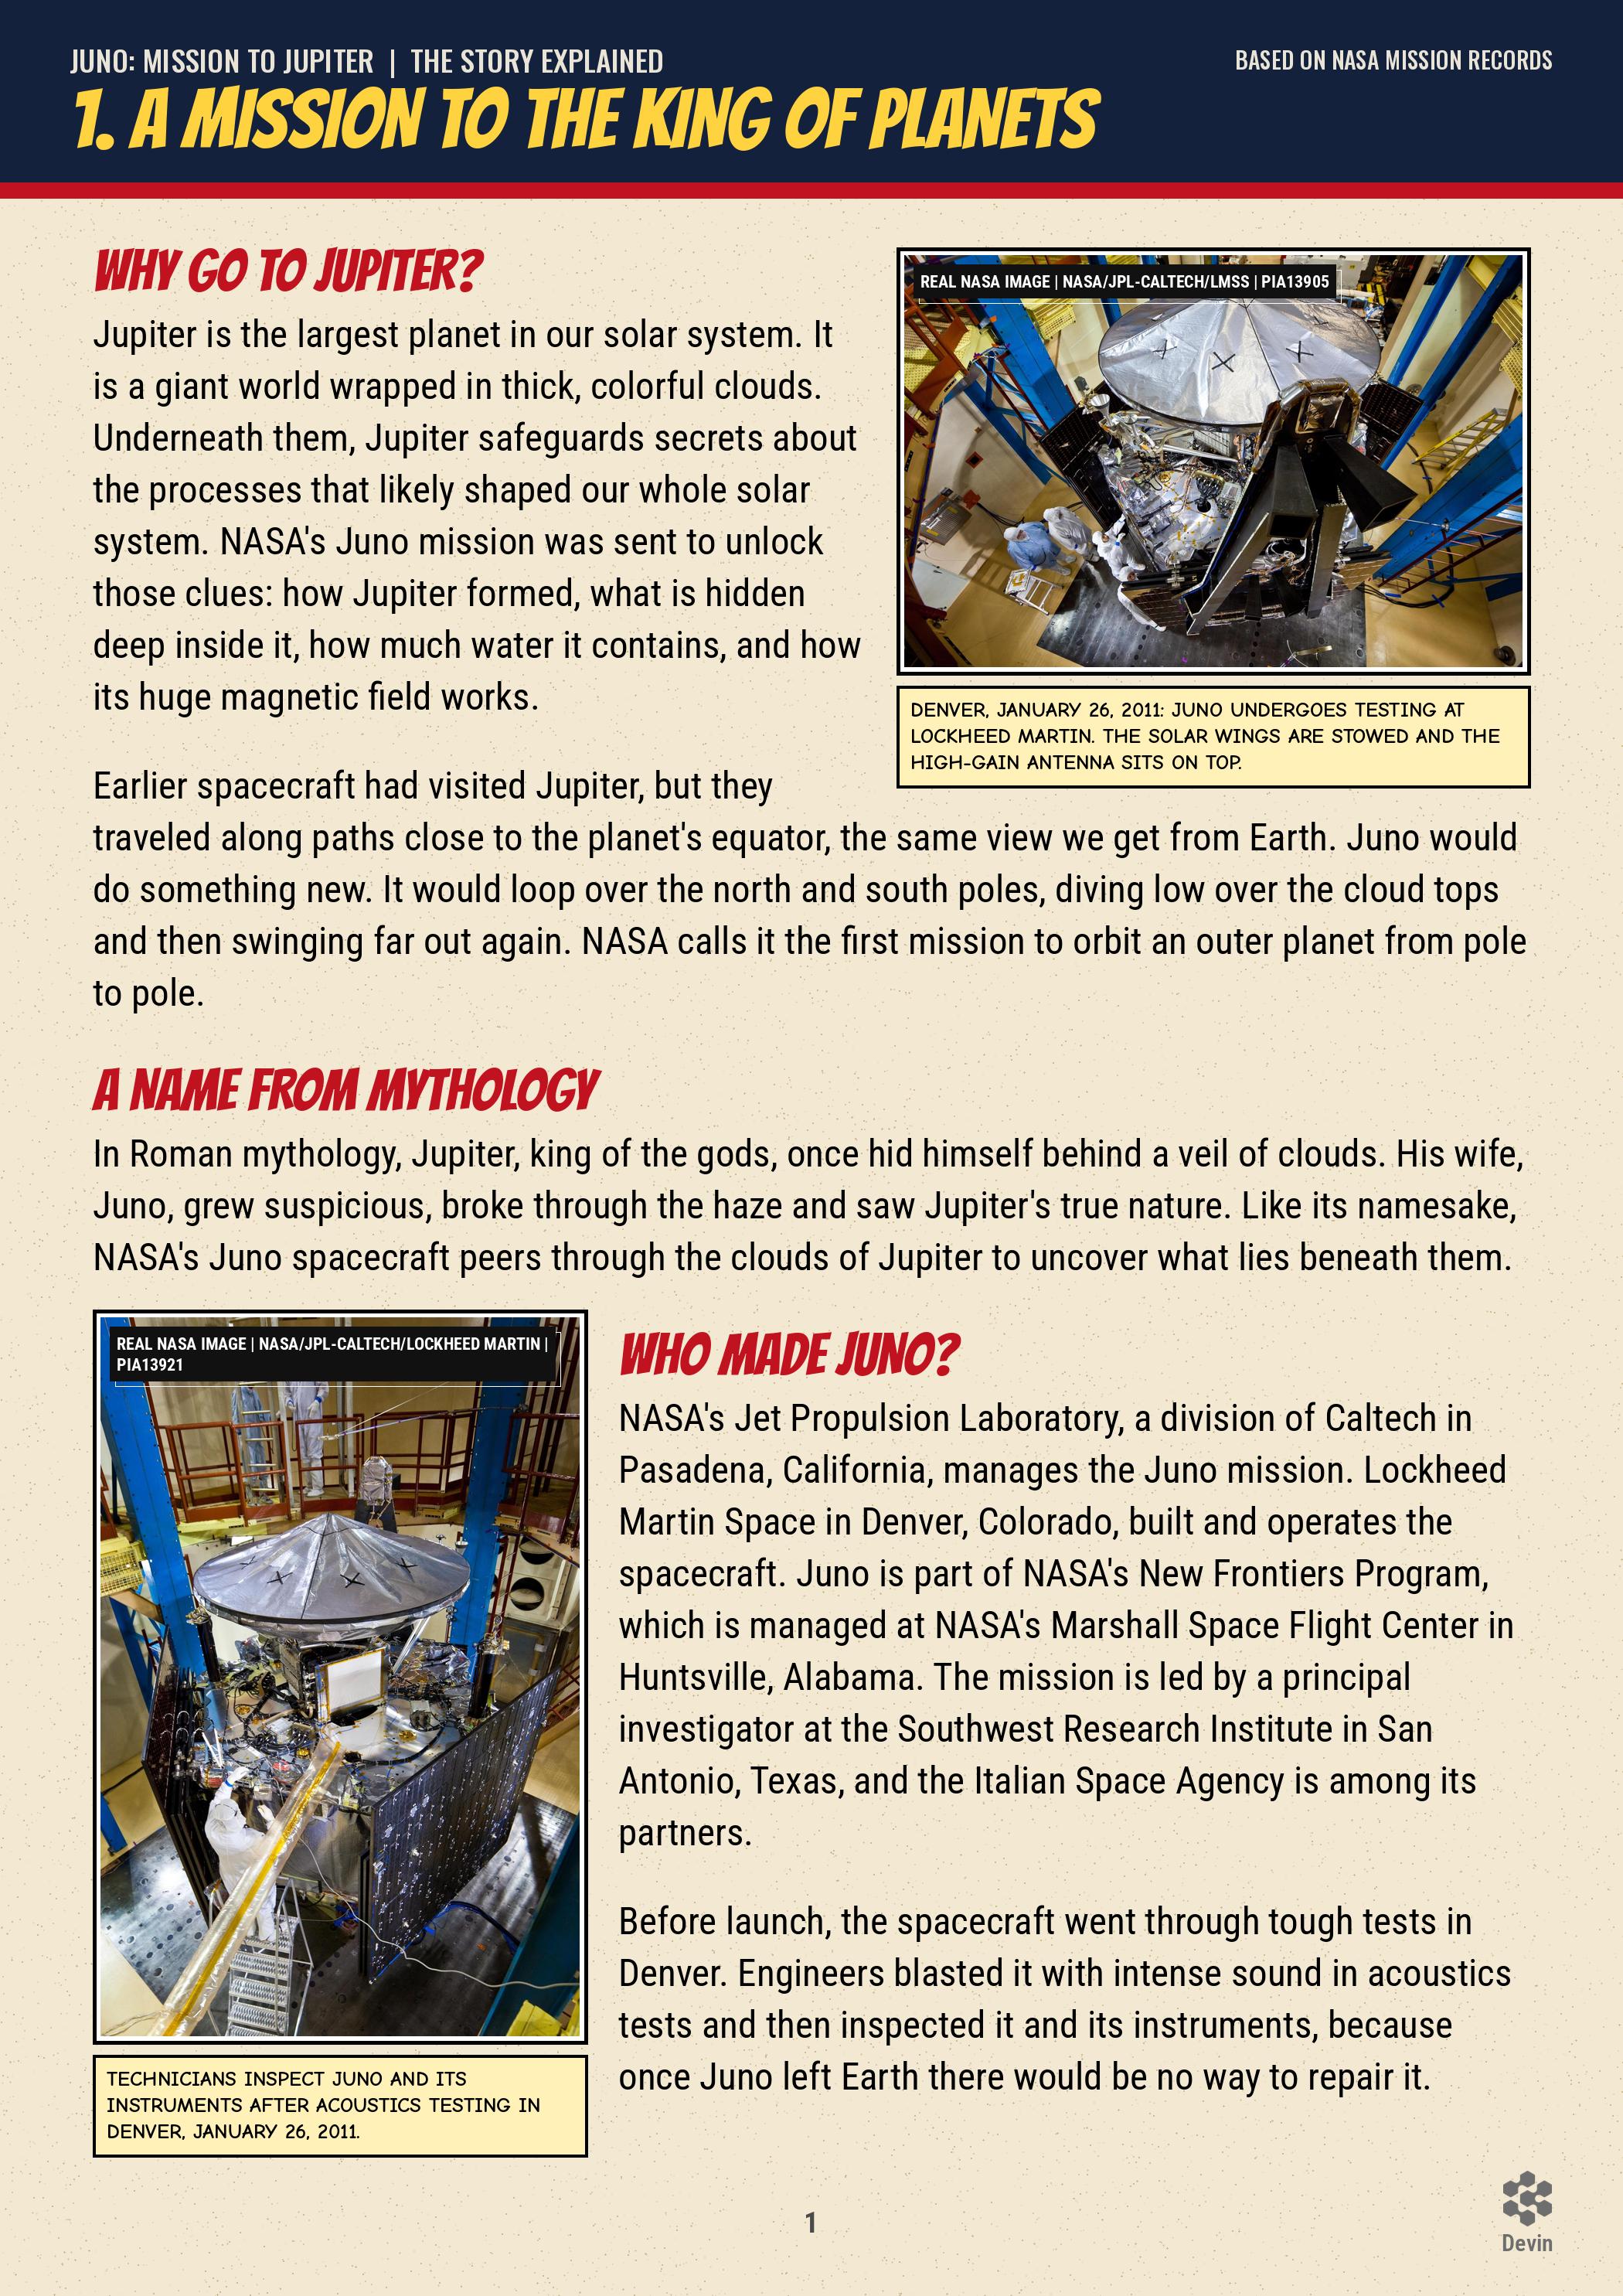 JUNO: MISSION TO JUPITER | THE STORY EXPLAINED
BASED ON NASA MISSION RECORDS
1. A MISSION TO THE KING OF PLANETS
WHY GO TO JUPITER?
Jupiter is the largest planet in our solar system. It
is a giant world wrapped in thick, colorful clouds.
Underneath them, Jupiter safeguards secrets about
the processes that likely shaped our whole solar
system. NASA's Juno mission was sent to unlock
those clues: how Jupiter formed, what is hidden
deep inside it, how much water it contains, and how
its huge magnetic field works.
REAL NASA IMAGE | NASA/JPL-CALTECH/LMSS | PIA13905
DENVER, JANUARY 26, 2011: JUNO UNDERGOES TESTING AT
LOCKHEED MARTIN. THE SOLAR WINGS ARE STOWED AND THE
HIGH-GAIN ANTENNA SITS ON TOP.
Earlier spacecraft had visited Jupiter, but they
traveled along paths close to the planet's equator, the same view we get from Earth. Juno would
do something new. It would loop over the north and south poles, diving low over the cloud tops
and then swinging far out again. NASA calls it the first mission to orbit an outer planet from pole
to pole.
A NAME FROM MYTHOLOGY
In Roman mythology, Jupiter, king of the gods, once hid himself behind a veil of clouds. His wife,
Juno, grew suspicious, broke through the haze and saw Jupiter's true nature. Like its namesake,
NASA's Juno spacecraft peers through the clouds of Jupiter to uncover what lies beneath them.
REAL NASA IMAGE | NASA/JPL-CALTECH/LOCKHEED MARTIN |
PIA13921
TECHNICIANS INSPECT JUNO AND ITS
INSTRUMENTS AFTER ACOUSTICS TESTING IN
DENVER, JANUARY 26, 2011.
WHO MADE JUNO?
NASA's Jet Propulsion Laboratory, a division of Caltech in
Pasadena, California, manages the Juno mission. Lockheed
Martin Space in Denver, Colorado, built and operates the
spacecraft. Juno is part of NASA's New Frontiers Program,
which is managed at NASA's Marshall Space Flight Center in
Huntsville, Alabama. The mission is led by a principal
investigator at the Southwest Research Institute in San
Antonio, Texas, and the Italian Space Agency is among its
partners.
Before launch, the spacecraft went through tough tests in
Denver. Engineers blasted it with intense sound in acoustics
tests and then inspected it and its instruments, because
once Juno left Earth there would be no way to repair it.
1
Devin